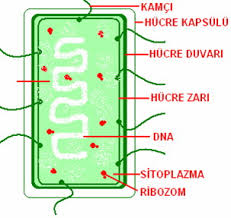 KAMÇI
HÜCRE KAPSÜLÜ
HÜCRE DUVARI
HÜCRE ZARI
DNA
SİTOPLAZMA
RİBOZOM